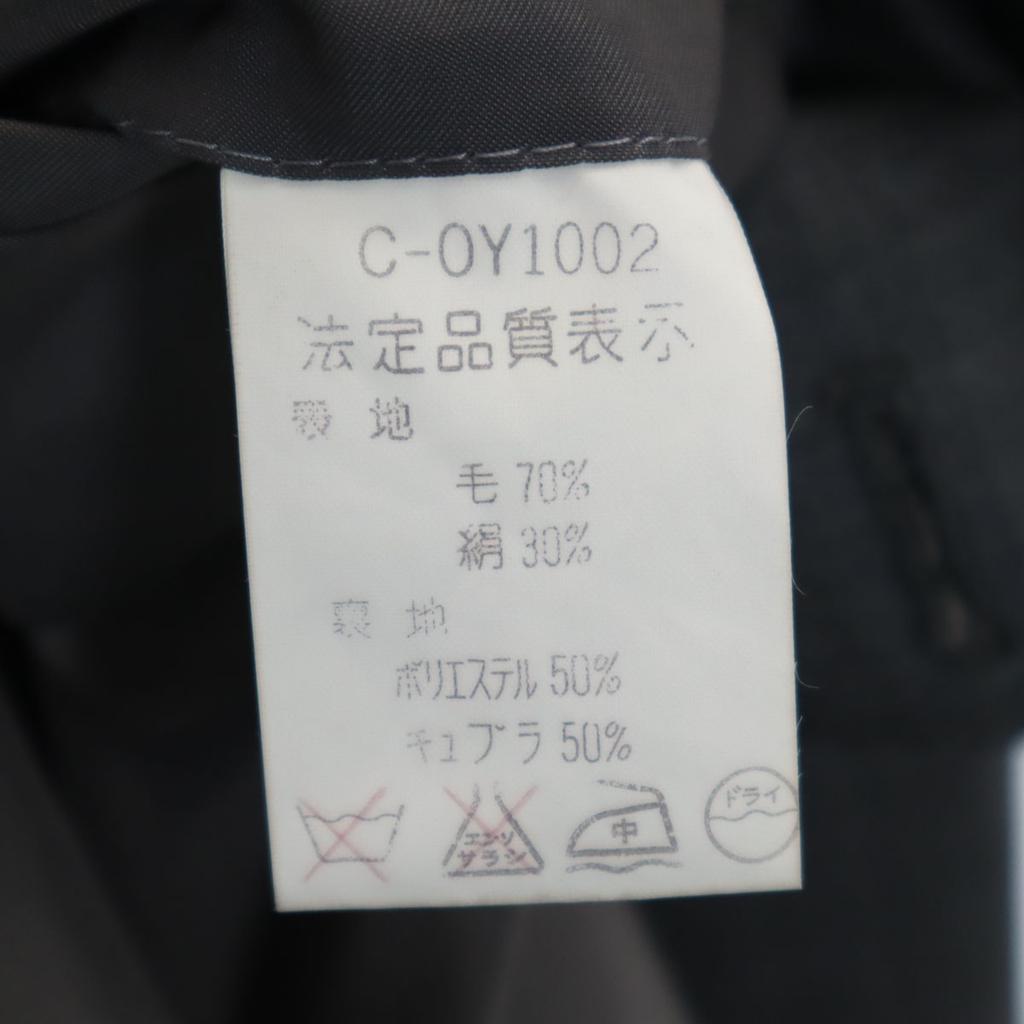 C-OY1002
法定品質表示
表 地
毛 70%
絹 30%
裏 地
ポリエステル 50%
キュプラ 50%
エンソ
サラシ
中
ドライ